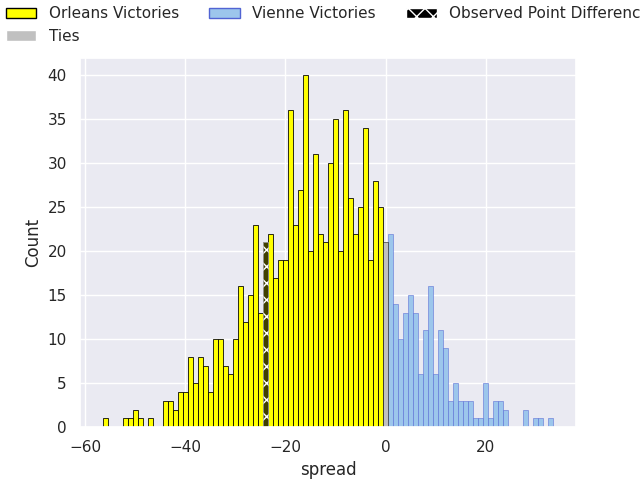 Orleans Victories
Vienne Victories
Observed Point Differenc
Ties
40
35
30
25
20
15
10
5
0
Count
−60
−40
−20
0
20
spread